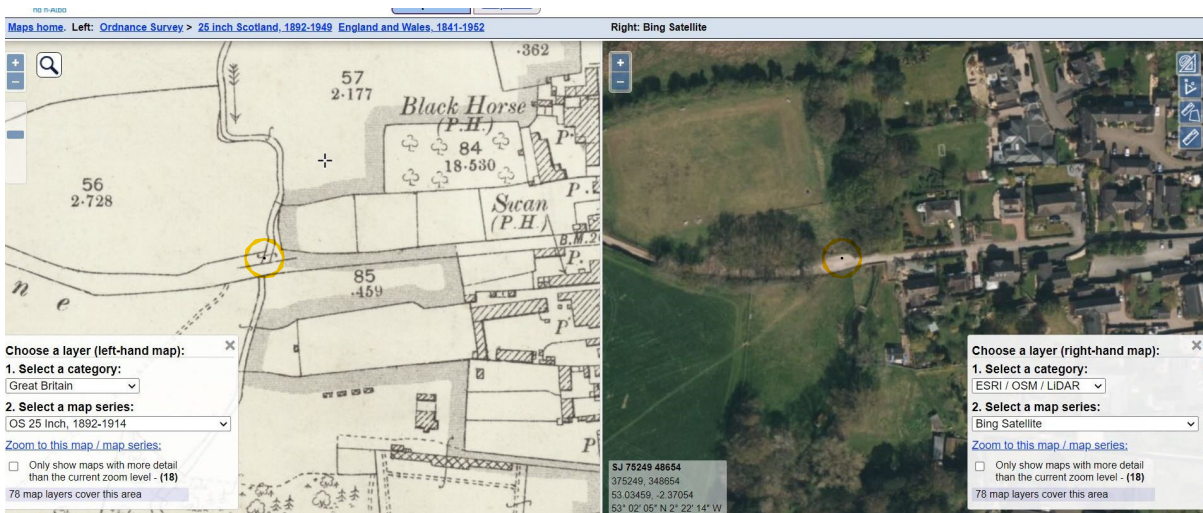 Maps home. Left: Ordnance Survey > 25 inch Scotland, 1892-1949 England and Wales, 1841-1952
Right: Bing Satellite
+
−
·362
57
2·177
Black Horse
(P.H.)
84
18·530
P.
56
2·728
Swan
(P.H.)
P.
B.M.2
P.
85
·459
n e
P
P
Choose a layer (left-hand map):
×
1. Select a category:
Great Britain
2. Select a map series:
OS 25 Inch, 1892-1914
Zoom to this map / map series:
Only show maps with more detail
than the current zoom level - (18)
78 map layers cover this area
+
−
SJ 75249 48654
375249, 348654
53.03459, -2.37054
53° 02' 05" N 2° 22' 14" W
Choose a layer (right-hand map):
×
1. Select a category:
ESRI / OSM / LiDAR
2. Select a map series:
Bing Satellite
Zoom to this map / map series:
Only show maps with more detail
than the current zoom level - (18)
78 map layers cover this area